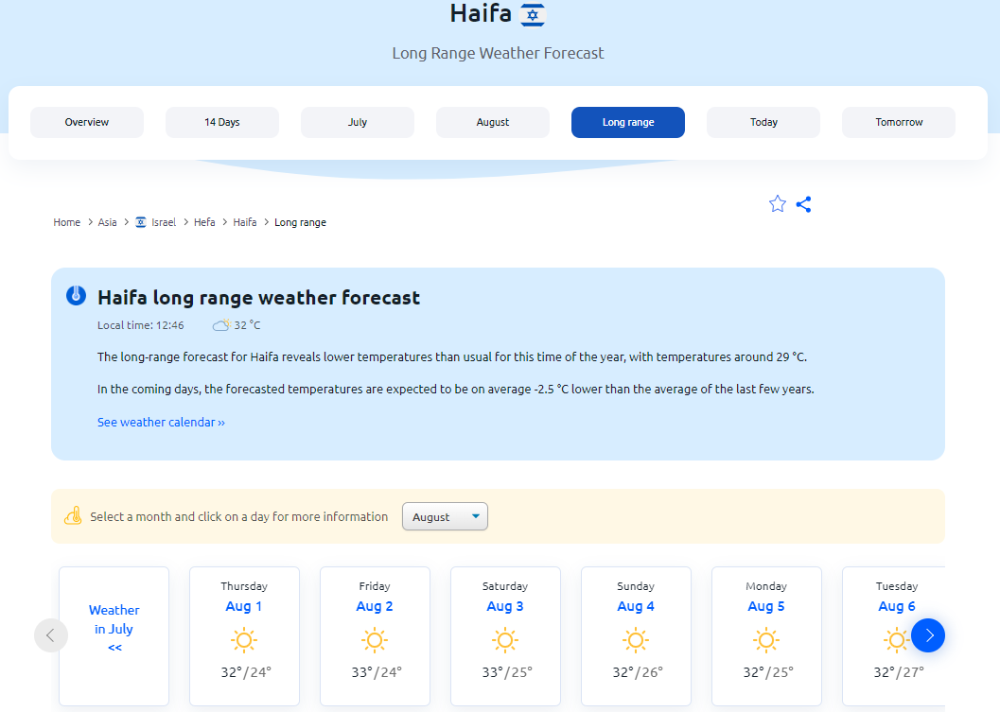 Haifa
Long Range Weather Forecast
Overview 14 Days July August Long range Today Tomorrow
Home > Asia > Israel > Hefa > Haifa > Long range
Haifa long range weather forecast
Local time: 12:46 32 °C
The long-range forecast for Haifa reveals lower temperatures than usual for this time of the year, with temperatures around 29 °C.
In the coming days, the forecasted temperatures are expected to be on average -2.5 °C lower than the average of the last few years.
See weather calendar ››
Select a month and click on a day for more information August
Weather
in July
<<
Thursday
Aug 1
32°/24°
Friday
Aug 2
33°/24°
Saturday
Aug 3
33°/25°
Sunday
Aug 4
32°/26°
Monday
Aug 5
32°/25°
Tuesday
Aug 6
32°/27°